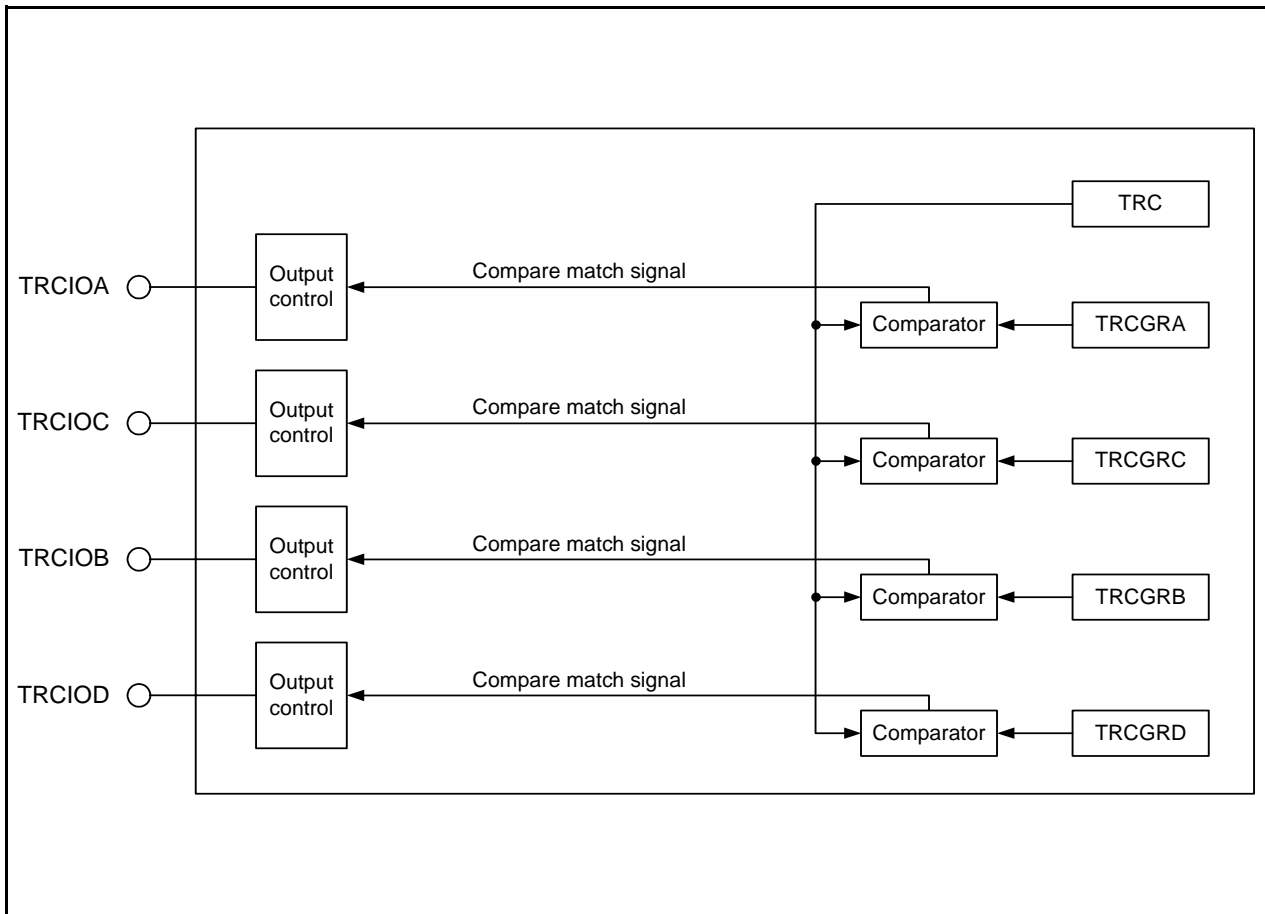 TRC
TRCIOA
Output
control
Compare match signal
Comparator
TRCGRA
TRCIOC
Output
control
Compare match signal
Comparator
TRCGRC
TRCIOB
Output
control
Compare match signal
Comparator
TRCGRB
TRCIOD
Output
control
Compare match signal
Comparator
TRCGRD